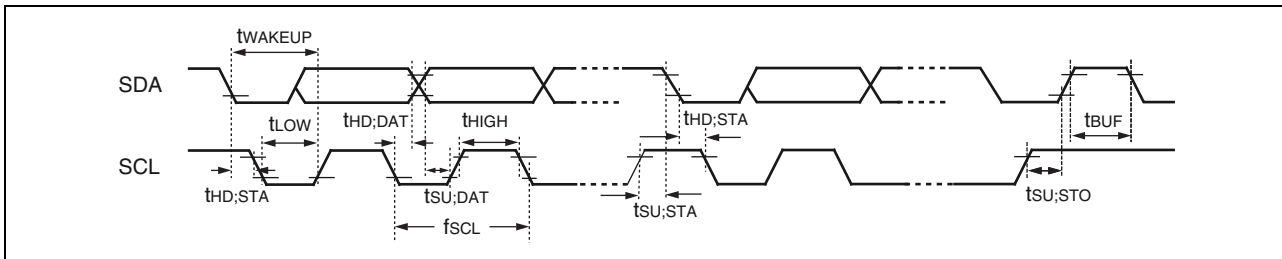 tWAKEUP
SDA
tLOW
tHD;DAT
tHIGH
tHD;STA
tBUF
SCL
tHD;STA
tSU;DAT
tSU;STA
tSU;STO
fSCL